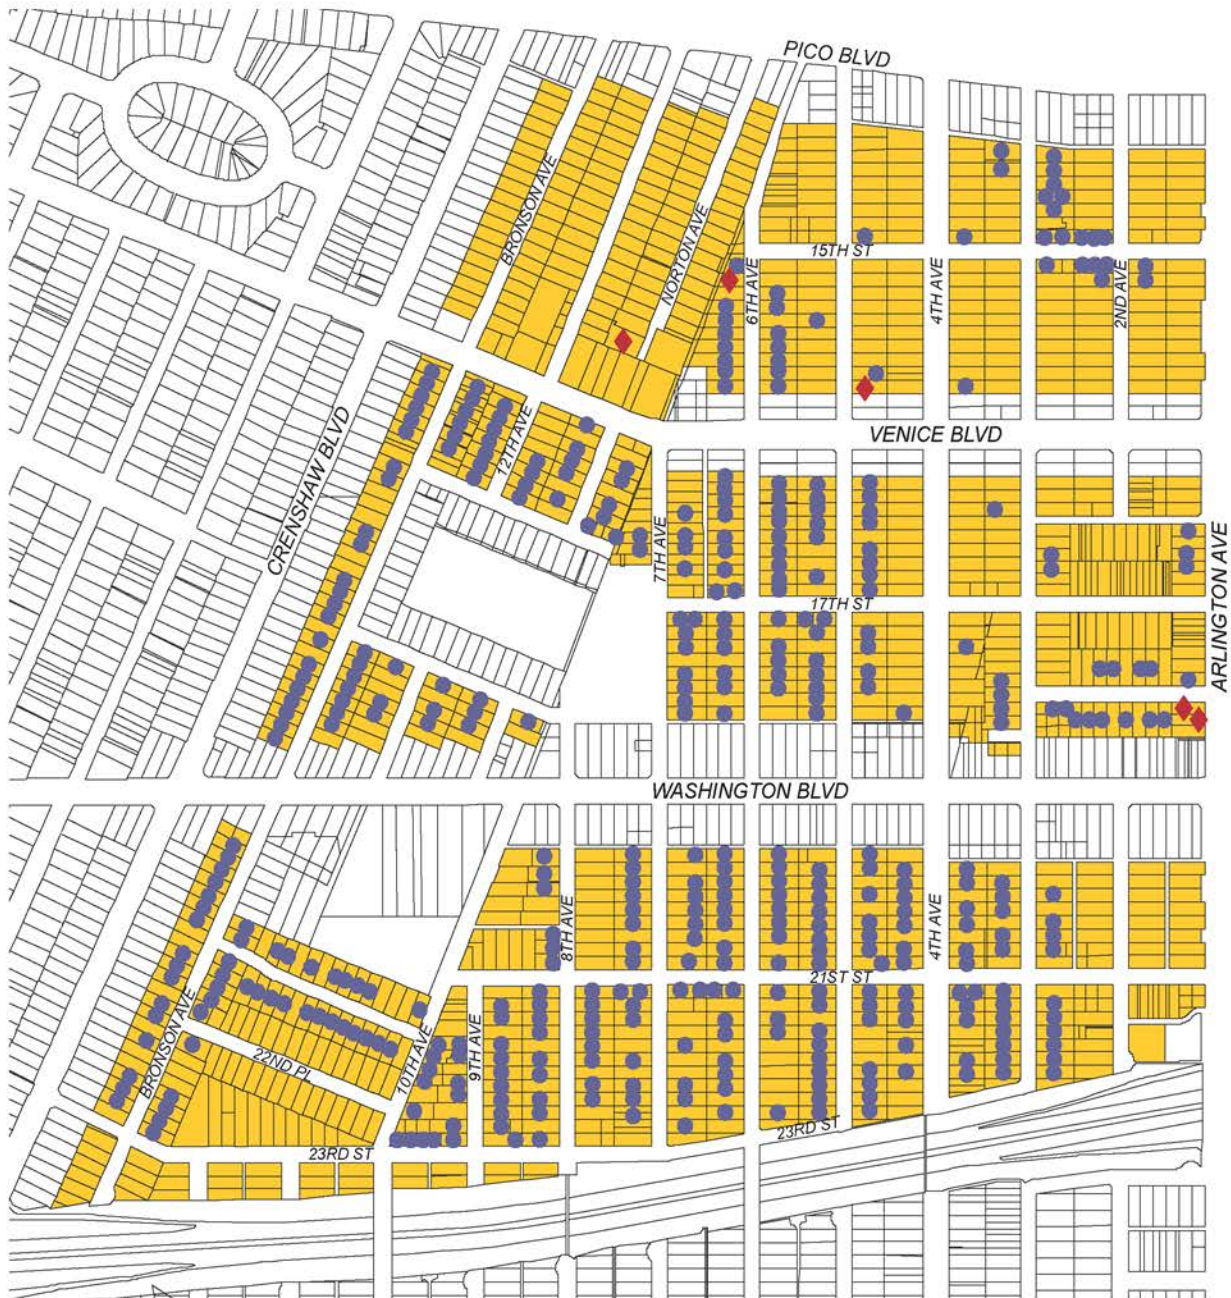 PICO BLVD
BRONSON AVE
NORTON AVE
15TH ST
6TH AVE
4TH AVE
2ND AVE
CRENSHAW BLVD
12TH AVE
VENICE BLVD
7TH AVE
17TH ST
ARLINGTON AVE
WASHINGTON BLVD
8TH AVE
4TH AVE
21ST ST
BRONSON AVE
22ND PL
10TH AVE
9TH AVE
23RD ST
23RD ST